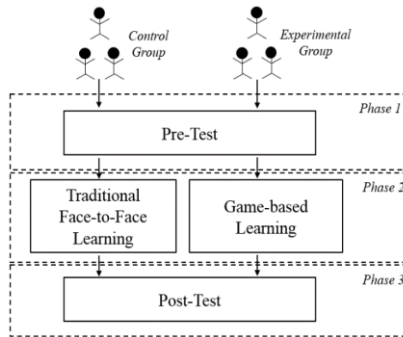 Control
Group
Experimental
Group
Phase 1
Pre-Test
Phase 2
Traditional
Face-to-Face
Learning
Game-based
Learning
Phase 3
Post-Test